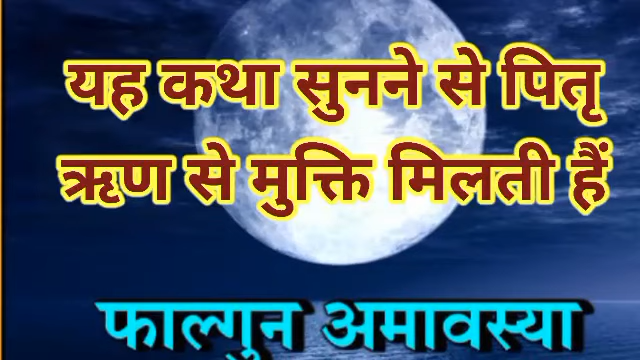 यह कथा सुनने से पितृ
ऋण से मुक्ति मिलती हैं
फाल्गुन अमावस्या